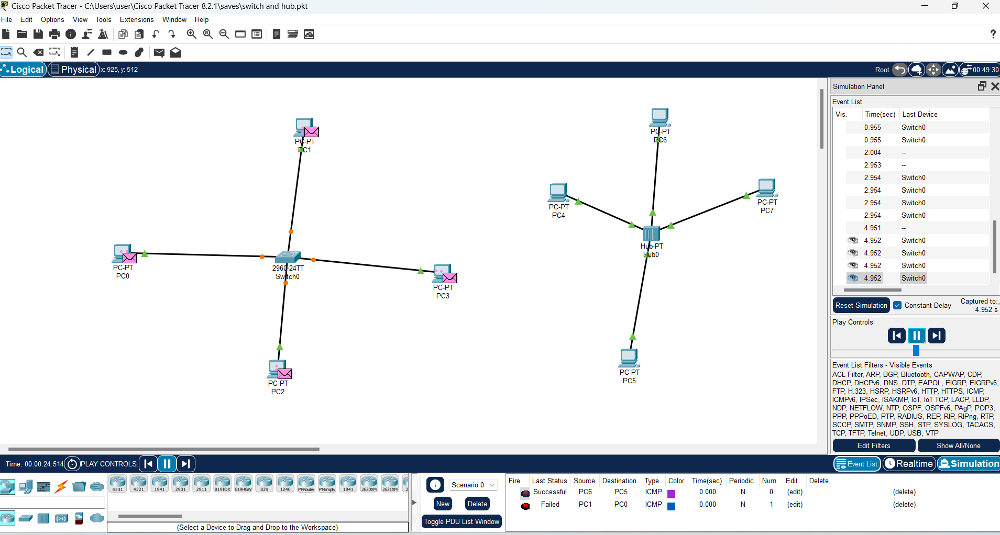 Cisco Packet Tracer - C:\Users\user\Cisco Packet Tracer 8.2.1\saves\switch and hub.pkt
File Edit Options View Tools Extensions Window Help
Logical Physical x: 925, y: 512
Root 00:49:30
PC-PT
PC1
PC-PT
PC0
2960-24TT
Switch0
PC-PT
PC3
PC-PT
PC2
PC-PT
PC6
PC-PT
PC4
PC-PT
PC7
Hub-PT
Hub0
PC-PT
PC5
Simulation Panel
Event List
Vis. Time(sec) Last Device
0.955 Switch0
0.955 Switch0
2.004 --
2.953 --
2.954 Switch0
2.954 Switch0
2.954 Switch0
2.954 Switch0
4.951 --
4.952 Switch0
4.952 Switch0
4.952 Switch0
4.952 Switch0
Reset Simulation Constant Delay Captured to:
4.952 s
Play Controls
Event List Filters - Visible Events
ACL Filter, ARP, BGP, Bluetooth, CAPWAP, CDP,
DHCP, DHCPv6, DNS, DTP, EAPOL, EIGRP, EIGRPv6,
FTP, H.323, HSRP, HSRPv6, HTTP, HTTPS, ICMP,
ICMPv6, IPSec, ISAKMP, IoT, IoT TCP, LACP, LLDP,
NDP, NETFLOW, NTP, OSPF, OSPFv6, PAgP, POP3,
PPP, PPPoED, PTP, RADIUS, REP, RIP, RIPng, RTP,
SCCP, SMTP, SNMP, SSH, STP, SYSLOG, TACACS,
TCP, TFTP, Telnet, UDP, USB, VTP
Edit Filters Show All/None
Time: 00:00:24.514 PLAY CONTROLS:
Event List Realtime Simulation
4331 4321 1941 2901 2911 819IOX 819HGW 829 1240 PT-Router PT-Empty 1841 2620XM 2621XM 2
(Select a Device to Drag and Drop to the Workspace)
Scenario 0
New Delete
Toggle PDU List Window
Fire Last Status Source Destination Type Color Time(sec) Periodic Num Edit Delete
Successful PC6 PC5 ICMP 0.000 N 0 (edit) (delete)
Failed PC1 PC0 ICMP 0.000 N 1 (edit) (delete)